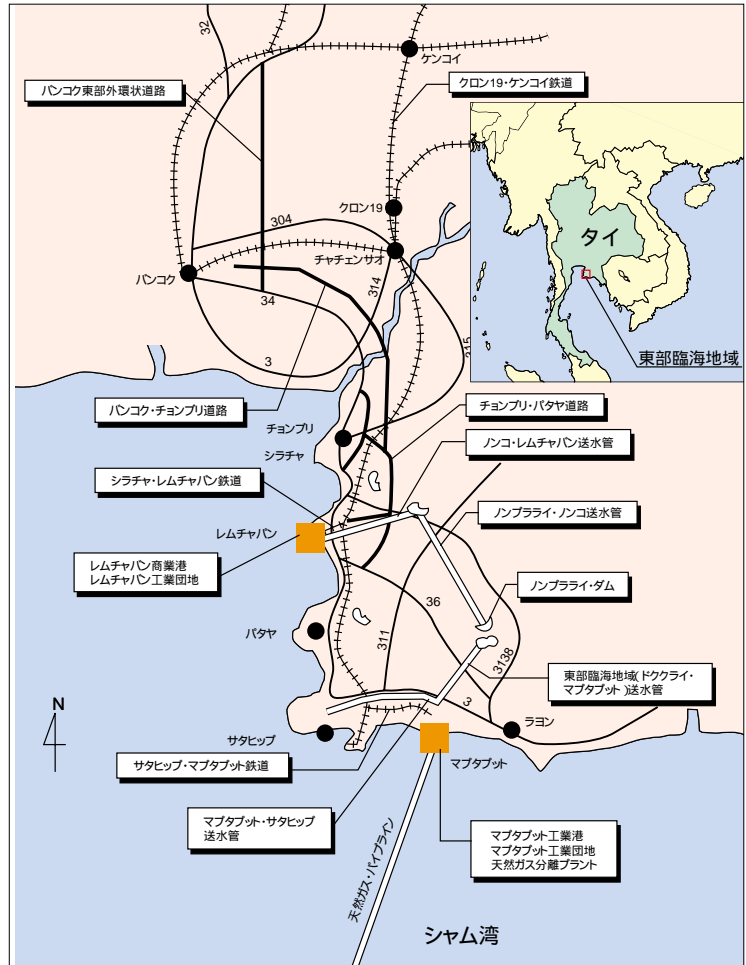 32
ケンコイ
バンコク東部外環状道路
クロン19・ケンコイ鉄道
タイ
東部臨海地域
クロン19
304
チャチェンサオ
バンコク
314
34
3
315
バンコク・チョンブリ道路
チョンブリ・パタヤ道路
チョンブリ
シラチャ
ノンコ・レムチャバン送水管
シラチャ・レムチャバン鉄道
ノンプラライ・ノンコ送水管
レムチャバン
レムチャバン商業港
レムチャバン工業団地
ノンプラライ・ダム
36
パタヤ
311
3138
東部臨海地域(ドククライ・
マプタプット)送水管
N
3
ラヨン
サタヒップ
マプタプット
サタヒップ・マプタプット鉄道
マプタプット・サタヒップ
送水管
マプタプット工業港
マプタプット工業団地
天然ガス分離プラント
天然ガス・パイプライン
シャム湾